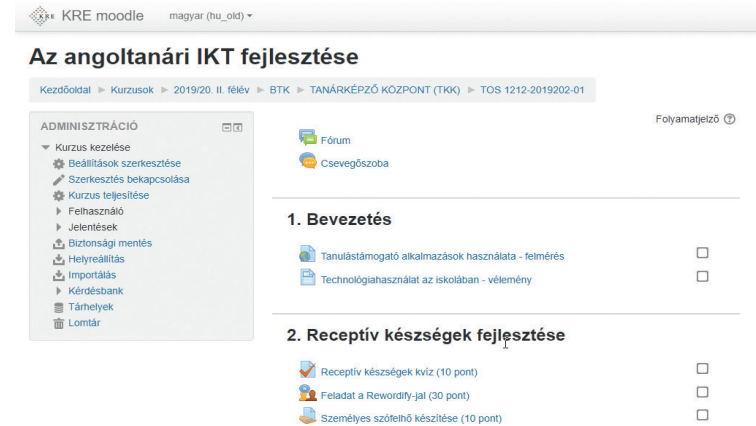 KRE KRE moodle magyar (hu_old)
Az angoltanári IKT fejlesztése
Kezdőoldal Kurzusok 2019/20. II. félév BTK TANÁRKÉPZŐ KÖZPONT (TKK) TOS 1212-2019202-01
ADMINISZTRÁCIÓ
Kurzus kezelése
Beállítások szerkesztése
Szerkesztés bekapcsolása
Kurzus teljesítése
Felhasználó
Jelentések
Biztonsági mentés
Helyreállítás
Importálás
Kérdésbank
Tárhelyek
Lomtár
Folyamatjelző
Fórum
Csevegőszoba
1. Bevezetés
Tanulástámogató alkalmazások használata - felmérés
Technológiahasználat az iskolában - vélemény
2. Receptív készségek fejlesztése
Receptív készségek kvíz (10 pont)
Feladat a Rewordify-jal (30 pont)
Személyes szófelhő készítése (10 pont)